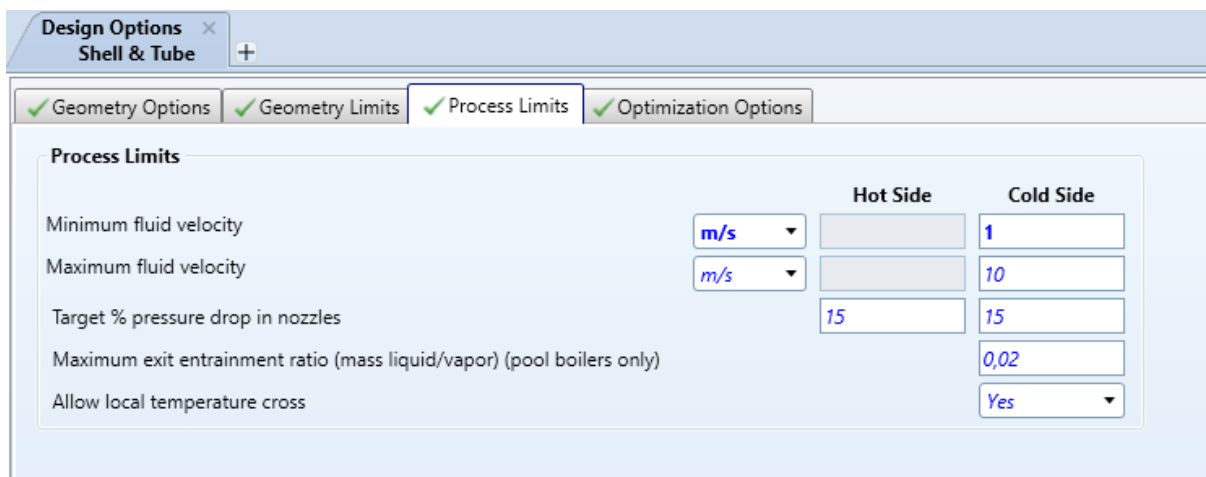 Design Options
Shell & Tube
Geometry Options Geometry Limits Process Limits Optimization Options
Process Limits
Hot Side Cold Side
Minimum fluid velocity m/s 1
Maximum fluid velocity m/s 10
Target % pressure drop in nozzles 15 15
Maximum exit entrainment ratio (mass liquid/vapor) (pool boilers only) 0,02
Allow local temperature cross Yes